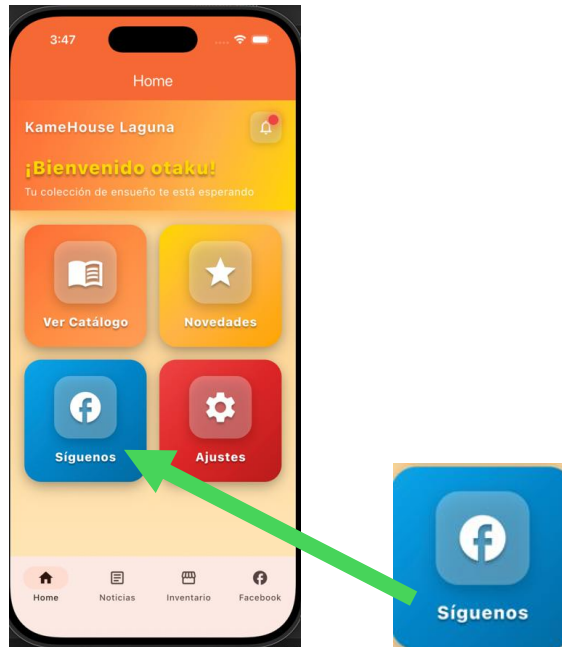 3:47
Home
KameHouse Laguna
¡Bienvenido otaku!
Tu colección de ensueño te está esperando
Ver Catálogo
Novedades
Síguenos
Ajustes
Home
Noticias
Inventario
Facebook
Síguenos